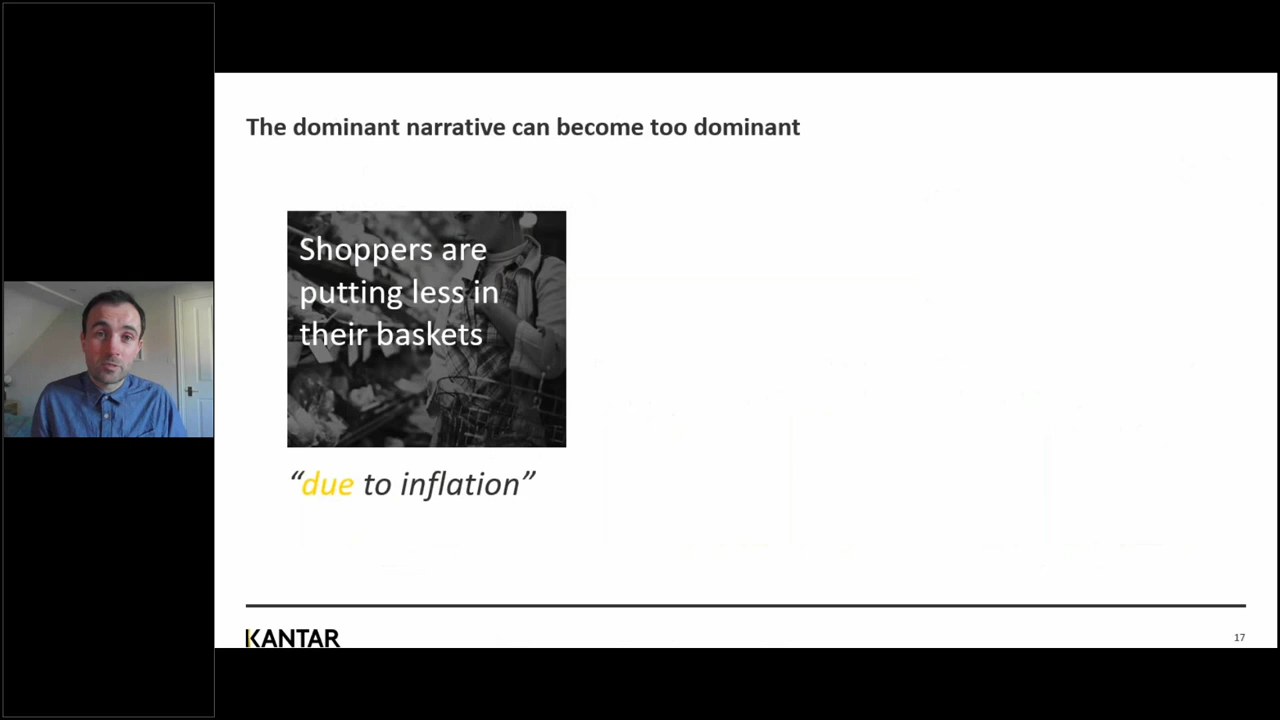 The dominant narrative can become too dominant
Shoppers are
putting less in
their baskets
“due to inflation”
KANTAR
17